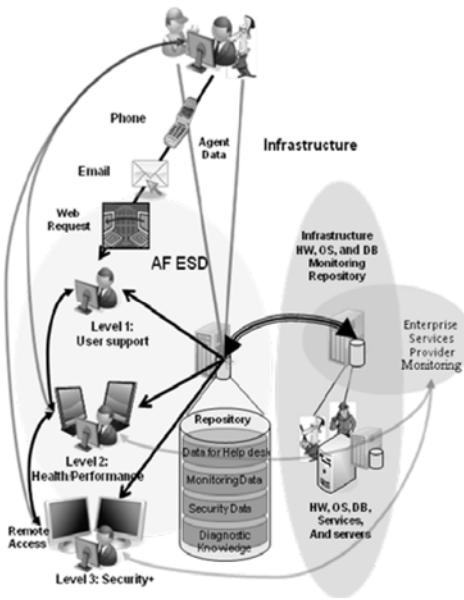 Phone
Agent
Data
Infrastructure
Email
Web
Request
AF ESD
Infrastructure
HW, OS, and DB
Monitoring
Repository
Level 1:
User support
Enterprise
Services
Provider
Monitoring
Repository
Data for Help desk
Monitoring Data
Security Data
Diagnostic
Knowledge
Level 2:
Health/Performance
HW, OS, DB,
Services,
And servers
Remote
Access
Level 3: Security+